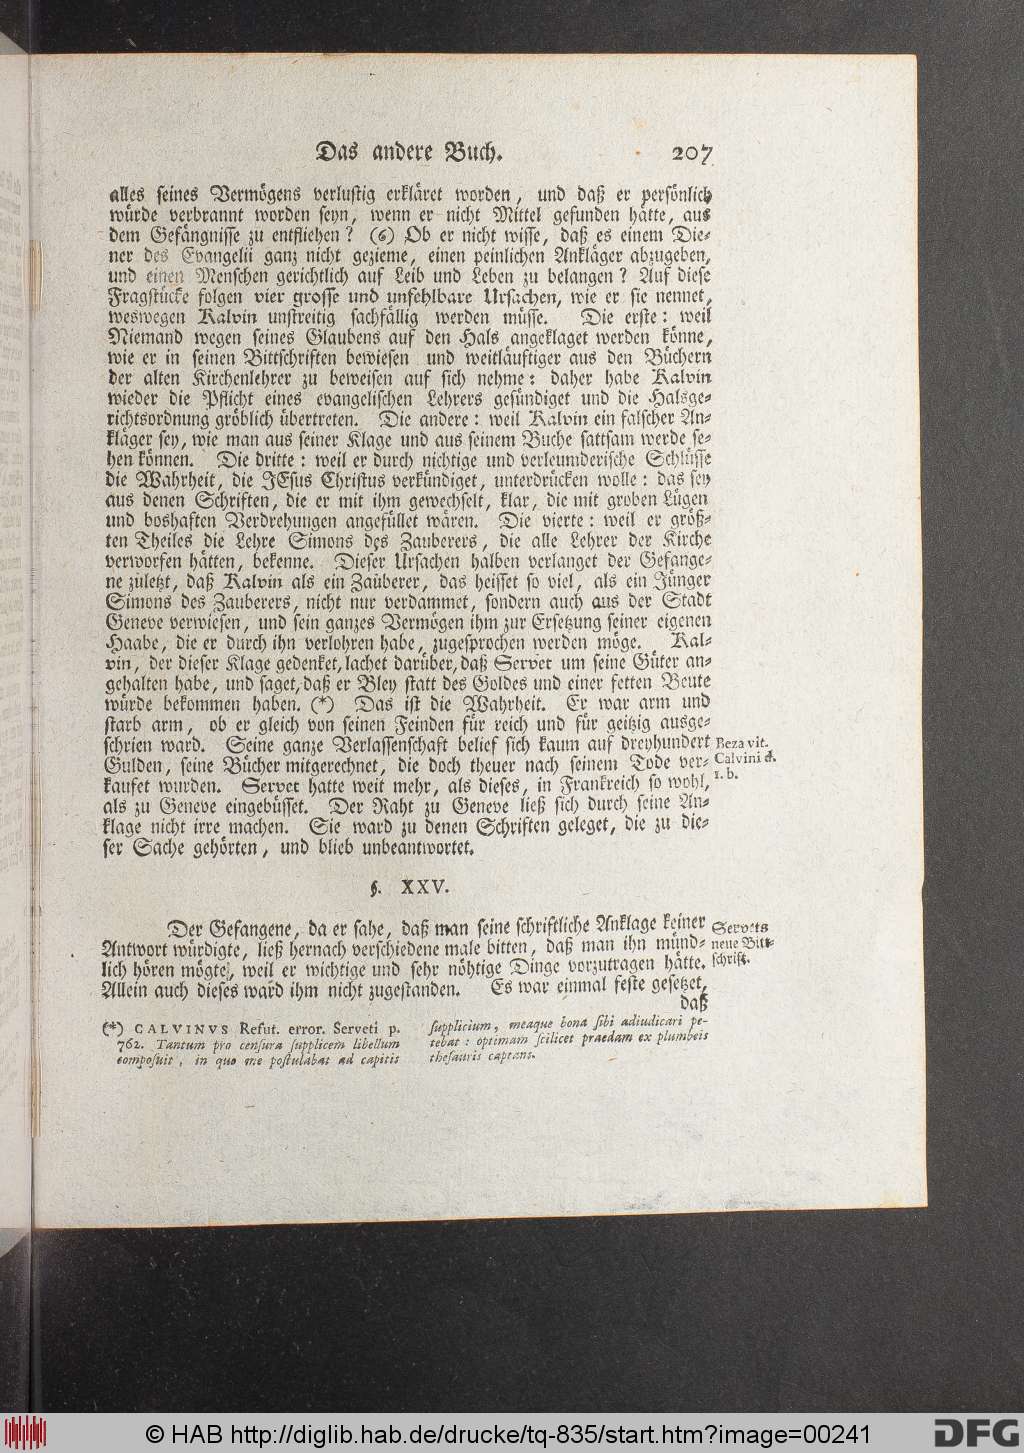 Das andere Buch. 207
alles seines Vermögens verlustig erkläret worden, und daß er persönlich
würde verbrannt worden seyn, wenn er nicht Mittel gefunden hätte, aus
dem Gefängnisse zu entfliehen? (6) Ob er nicht wisse, daß es einem Die-
ner des Evangelii ganz nicht gezieme, einen peinlichen Ankläger abzugeben,
und einen Menschen gerichtlich auf Leib und Leben zu belangen? Auf diese
Fragstücke folgen vier grosse und unfehlbare Ursachen, wie er sie nennet,
weswegen Kalvin unstreitig sachfällig werden müsse. Die erste: weil
Niemand wegen seines Glaubens auf den Hals angeklaget werden könne,
wie er in seinen Bittschriften bewiesen und weitläuftiger aus den Büchern
der alten Kirchenlehrer zu beweisen auf sich nehme: daher habe Kalvin
wieder die Pflicht eines evangelischen Lehrers gesündiget und die Halsge-
richtsordnung gröblich übertreten. Die andere: weil Kalvin ein falscher An-
kläger sey, wie man aus seiner Klage und aus seinem Buche sattsam werde se-
hen können. Die dritte: weil er durch nichtige und verleumderische Schlüsse
die Wahrheit, die JEsus Christus verkündiget, unterdrücken wolle: das sey
aus denen Schriften, die er mit ihm gewechselt, klar, die mit groben Lügen
und boshaften Verdrehungen angefüllet wären. Die vierte: weil er größ-
ten Theiles die Lehre Simons des Zauberers, die alle Lehrer der Kirche
verworfen hätten, bekenne. Dieser Ursachen halben verlanget der Gefange-
ne zuletzt, daß Kalvin als ein Zauberer, das heisset so viel, als ein Jünger
Simons des Zauberers, nicht nur verdammet, sondern auch aus der Stadt
Geneve verwiesen, und sein ganzes Vermögen ihm zur Ersetzung seiner eigenen
Haabe, die er durch ihn verlohren habe, zugesprochen werden möge. Kal-
vin, der dieser Klage gedenket, lachet darüber, daß Servet um seine Güter an-
gehalten habe, und saget, daß er Bley statt des Goldes und einer fetten Beute
würde bekommen haben. (*) Das ist die Wahrheit. Er war arm und
starb arm, ob er gleich von seinen Feinden für reich und für geitzig ausge-
schrien ward. Seine ganze Verlassenschaft belief sich kaum auf dreyhundert
Gulden, seine Bücher mitgerechnet, die doch theuer nach seinem Tode ver-
kaufet wurden. Servet hatte weit mehr, als dieses, in Frankreich so wohl,
als zu Geneve eingebüsset. Der Raht zu Geneve ließ sich durch seine An-
klage nicht irre machen. Sie ward zu denen Schriften geleget, die zu die-
ser Sache gehörten, und blieb unbeantwortet.
Beza vit.
Calvini d.
1. b.
§. XXV.
Der Gefangene, da er sahe, daß man seine schriftliche Anklage keiner
Antwort würdigte, ließ hernach verschiedene male bitten, daß man ihn münd-
lich hören mögte, weil er wichtige und sehr nöhtige Dinge vorzutragen hätte.
Allein auch dieses ward ihm nicht zugestanden. Es war einmal feste gesetzet,
daß
Servets
neue Bitt-
schrift.
(*) CALVINVS Refut. error. Serveti p.
762. Tantum pro censura supplicem libellum
composuit, in quo me postulabat ad capitis
supplicium, meaque bona sibi adiudicari pe-
tebat: optimam scilicet praedam ex plumbeis
thesauris captans.
© HAB http://diglib.hab.de/drucke/tq-835/start.htm?image=00241
DFG